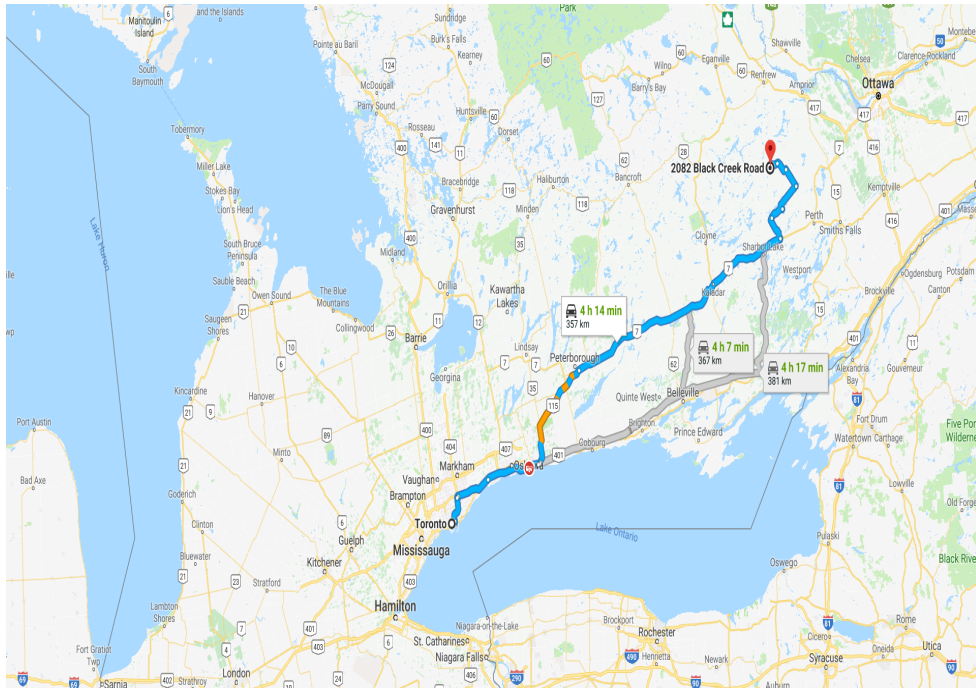 Manitoulin
Island
and the Islands
Sundridge
Park
Shawville
Montebe
Pointe au Baril
Burk's Falls
Kearney
Eganville
Chelsea
Clarence-Rockland
South
Baymouth
Wilno
Renfrew
Ottawa
McDougall
Barry's Bay
Arnprior
Parry Sound
Huntsville
Tobermory
Rosseau
Dorset
Miller Lake
Stokes Bay
Lion's Head
Bracebridge
Haliburton
Bancroft
2082 Black Creek Road
Kemptville
Gravenhurst
Minden
Perth
Smiths Falls
Lake Huron
South Bruce
Peninsula
Midland
Cloyne
Sharbot Lake
Ogdensburg
Potsdam
Sauble Beach
Owen Sound
The Blue
Mountains
Orillia
Kawartha
Lakes
Kaladar
Westport
Brockville
Canton
Saugeen
Shores
Collingwood
4 h 14 min
357 km
Barrie
Lindsay
Peterborough
4 h 7 min
367 km
4 h 17 min
381 km
Alexandria
Bay
Gouverneur
Georgina
Kincardine
Hanover
Belleville
Quinte West
Port Austin
Brighton
Prince Edward
Fort Drum
Five Pon
Wilderne
Minto
Cobourg
Watertown
Carthage
Markham
Vaughan
Bad Axe
Goderich
Brampton
Lowville
Clinton
Toronto
Old Forge
Guelph
Mississauga
Lake Ontario
Pulaski
Bluewater
Kitchener
Black Rive
Stratford
Oswego
Lambton
Shores
Hamilton
Niagara-on-the-Lake
Brockport
St. Catharines
Rochester
Cicero
Rome
Fort Gratiot
Twp
Niagara Falls
Henrietta
Newark
Syracuse
Oneida
Utica
Sarnia
Strathroy
London
Auburn